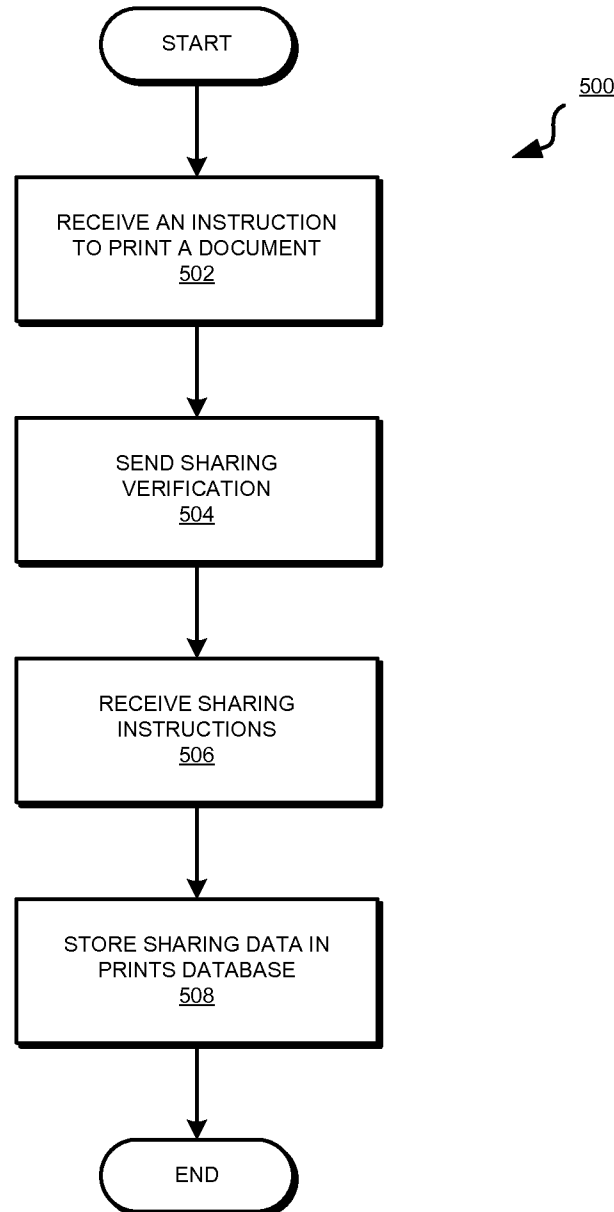 START
500
RECEIVE AN INSTRUCTION
TO PRINT A DOCUMENT
502
SEND SHARING
VERIFICATION
504
RECEIVE SHARING
INSTRUCTIONS
506
STORE SHARING DATA IN
PRINTS DATABASE
508
END